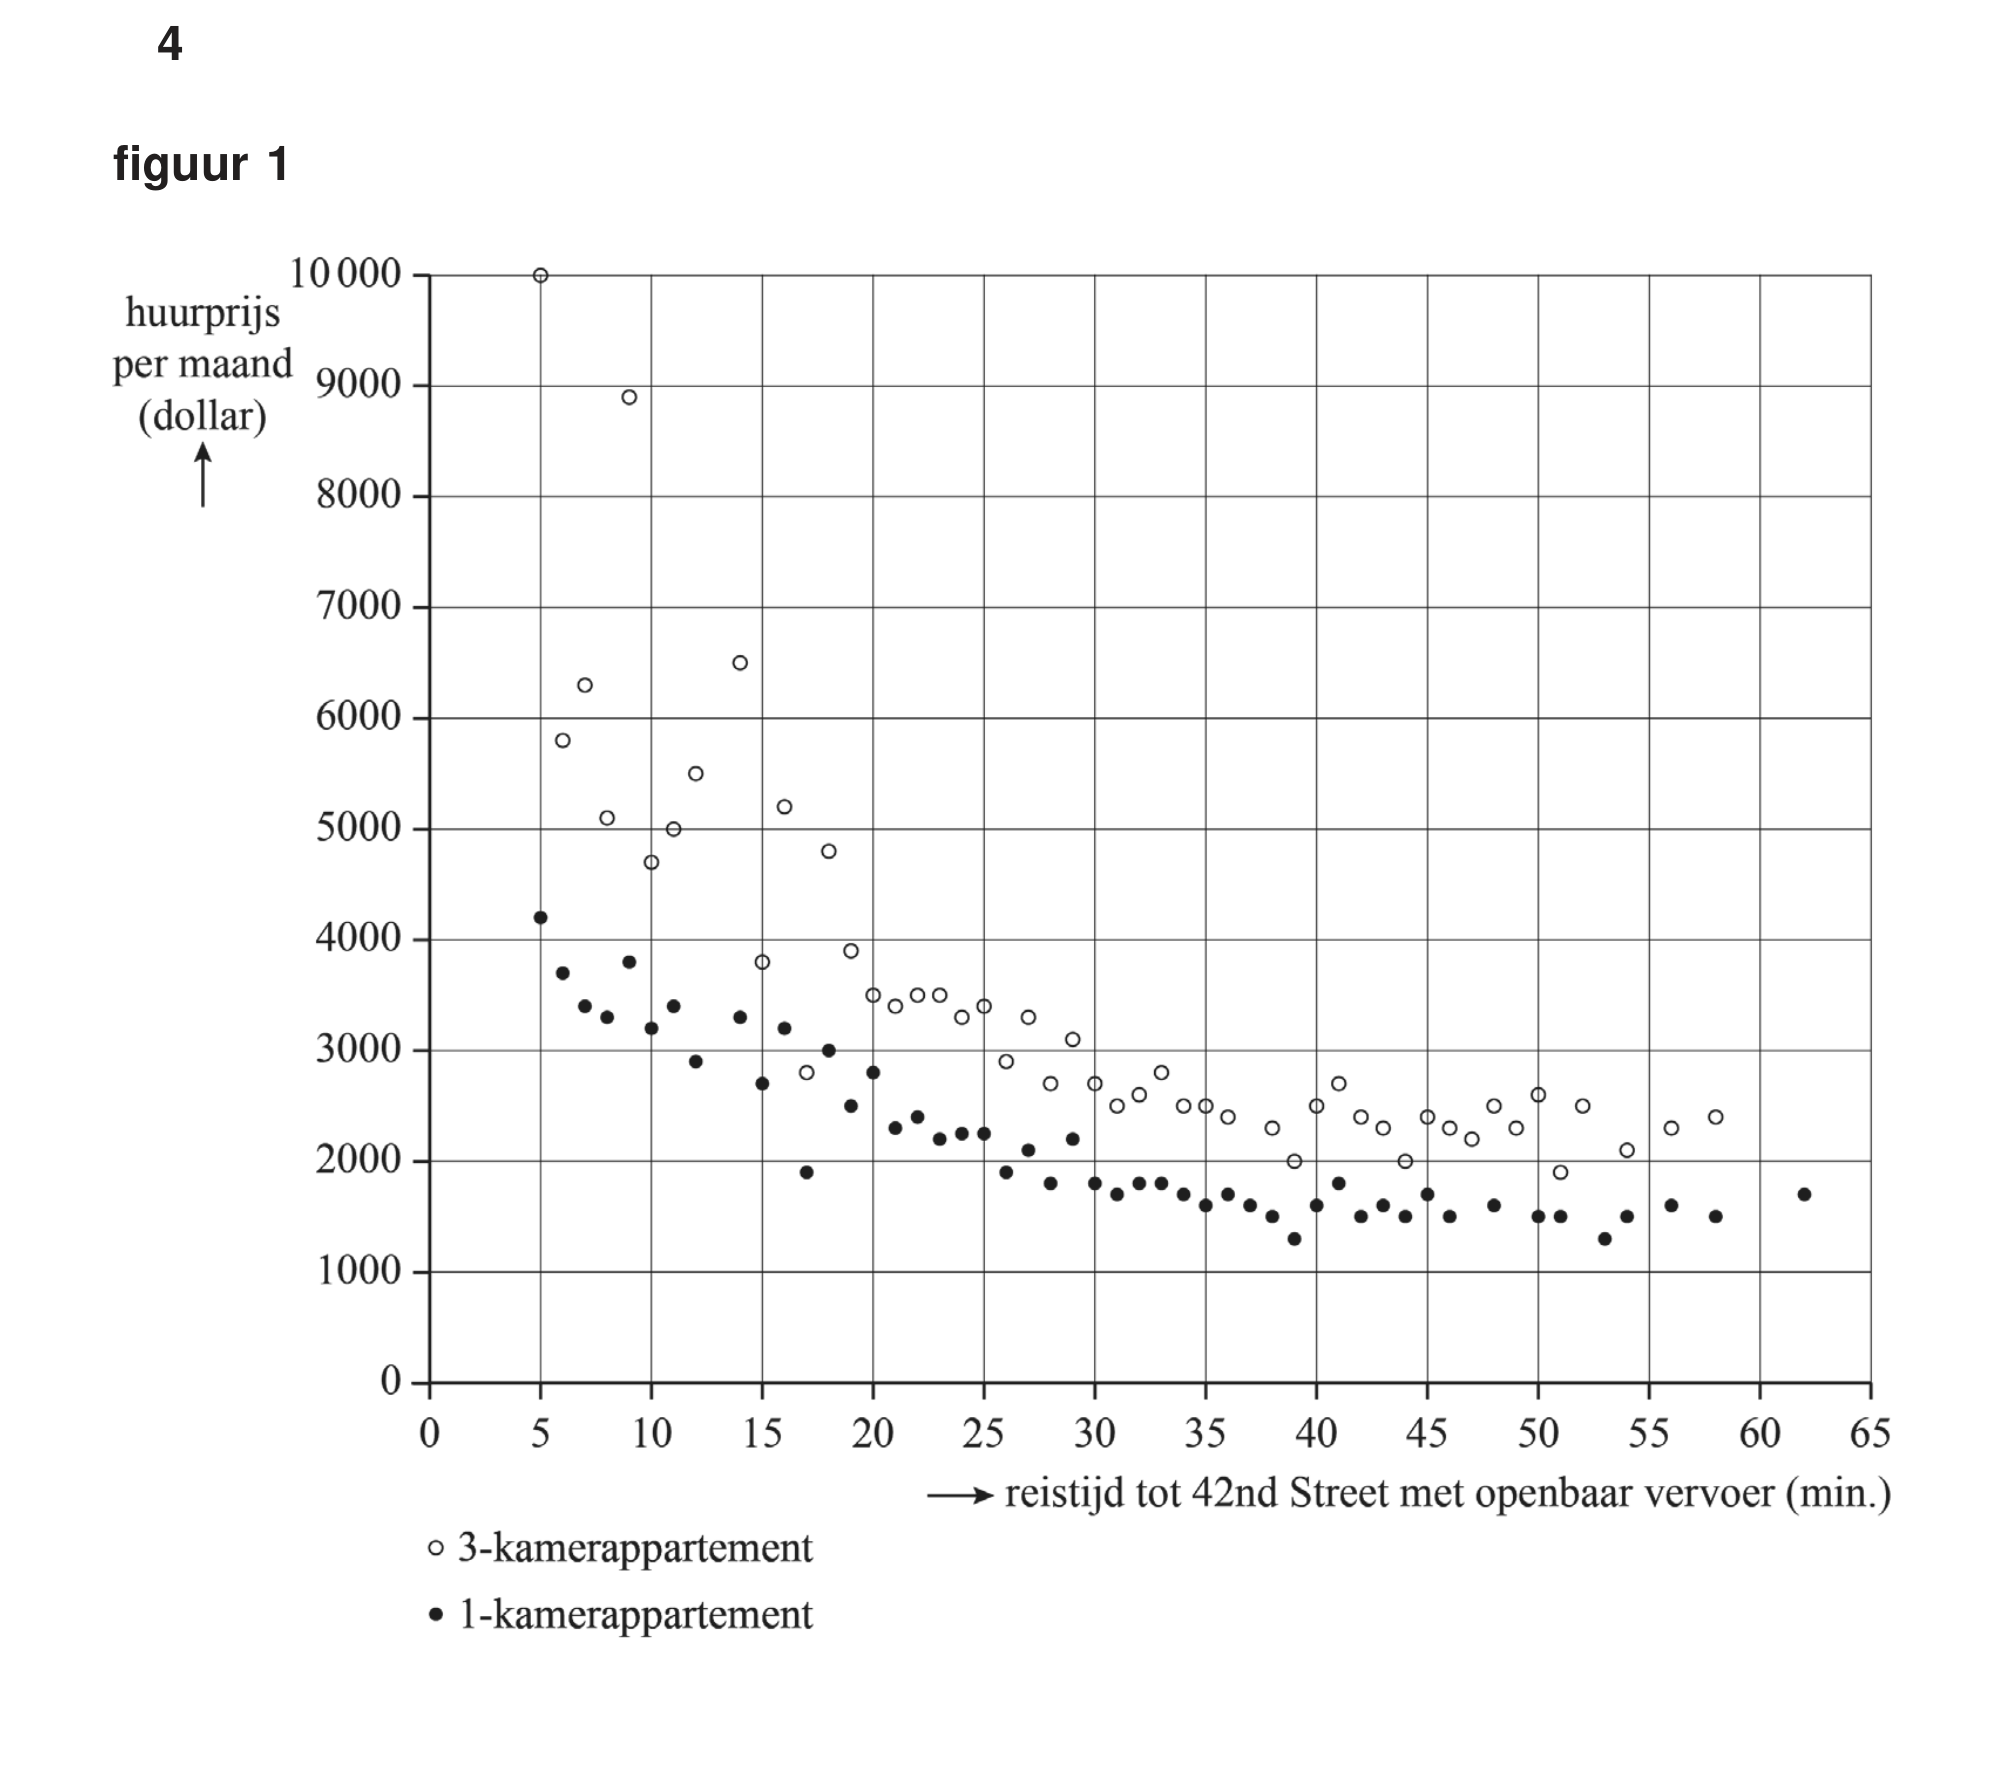 4
figuur 1
10 000
huurprijs
per maand
(dollar)
9000
8000
7000
6000
5000
4000
3000
2000
1000
0
0 5 10 15 20 25 30 35 40 45 50 55 60 65
reistijd tot 42nd Street met openbaar vervoer (min.)
3-kamerappartement
1-kamerappartement